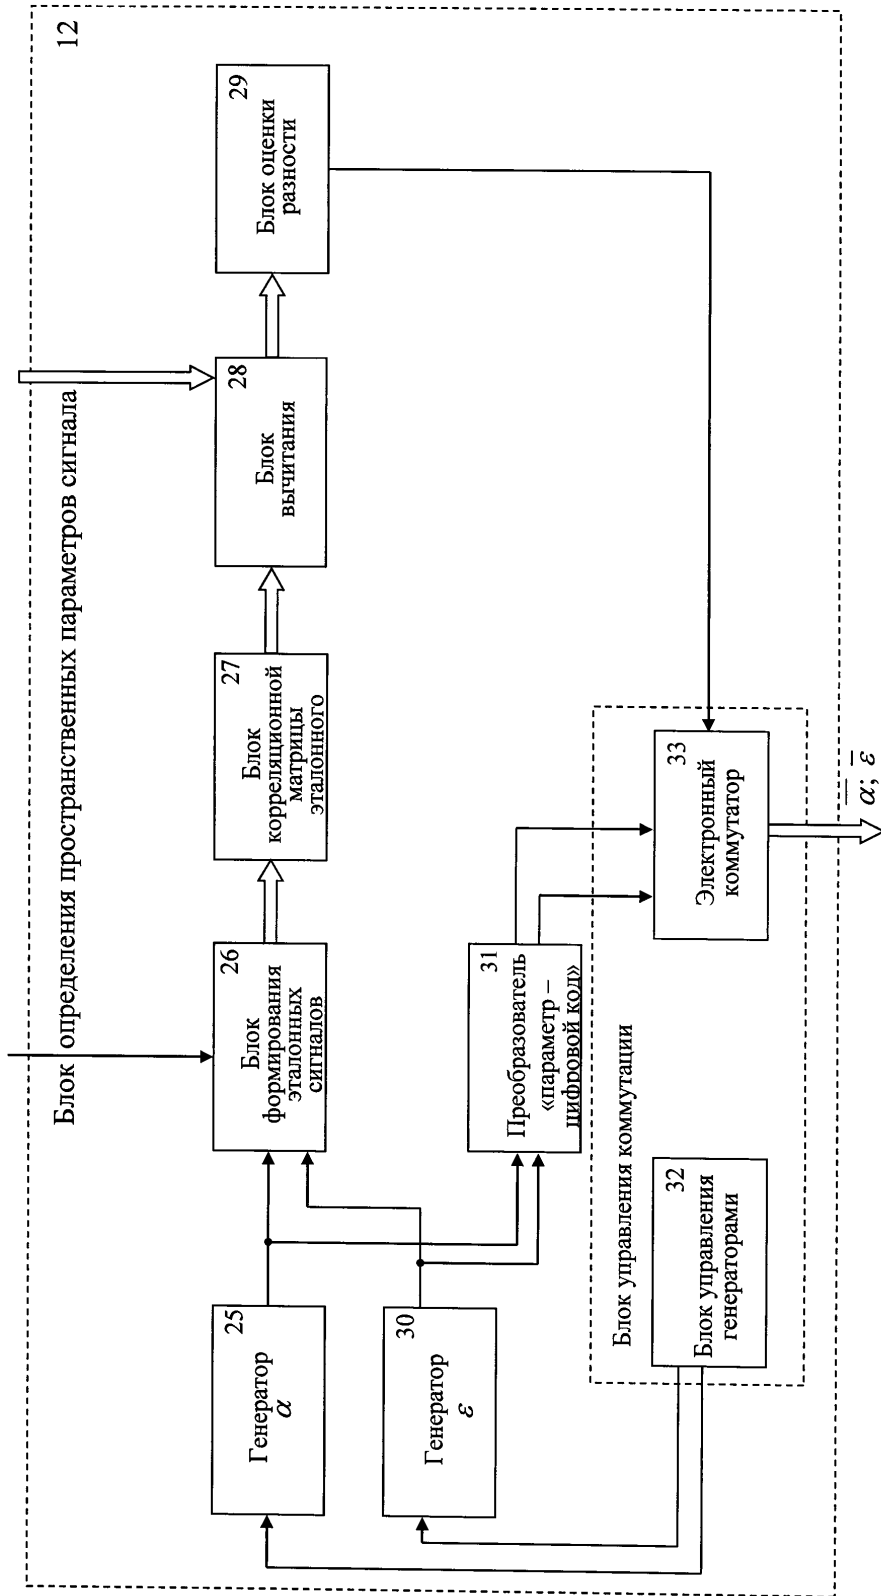 12
Блок определения пространственных параметров сигнала
25
Генератор
α
26
Блок
формирования
эталонных
сигналов
27
Блок
корреляционной
матрицы
эталонного
28
Блок
вычитания
29
Блок оценки
разности
30
Генератор
ε
31
Преобразователь
«параметр –
цифровой код»
Блок управления коммутации
32
Блок управления
генераторами
33
Электронный
коммутатор
α̅; ε̅